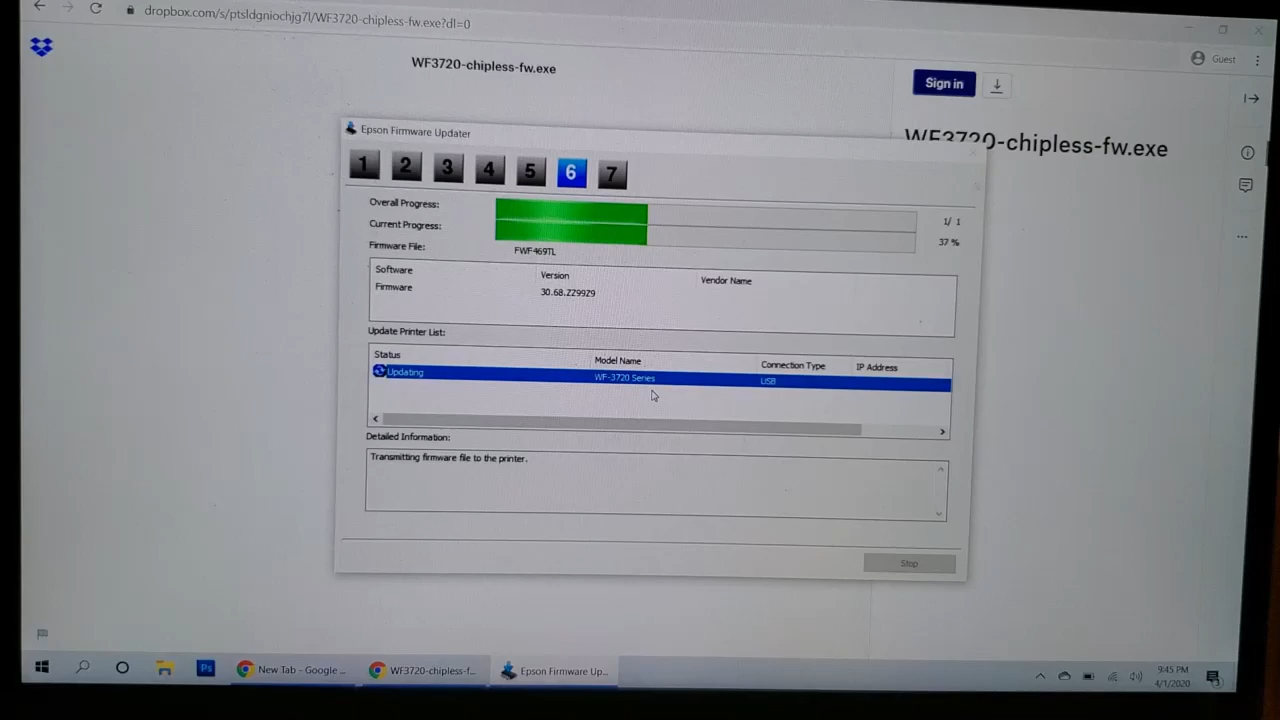 dropbox.com/s/ptsldgniochjg7l/WF3720-chipless-fw.exe?dl=0
Guest
WF3720-chipless-fw.exe
Sign in
WF3720-chipless-fw.exe
Epson Firmware Updater
1 2 3 4 5 6 7
Overall Progress: 1/ 1
Current Progress: 37 %
Firmware File: FWF469TL
Software Version Vendor Name
Firmware 30.68.ZZ99Z9
Update Printer List:
Status Model Name Connection Type IP Address
Updating WF-3720 Series USB
Detailed Information:
Transmitting firmware file to the printer.
Stop
Ps
New Tab - Google ...
WF3720-chipless-f...
Epson Firmware Up...
9:45 PM
4/1/2020